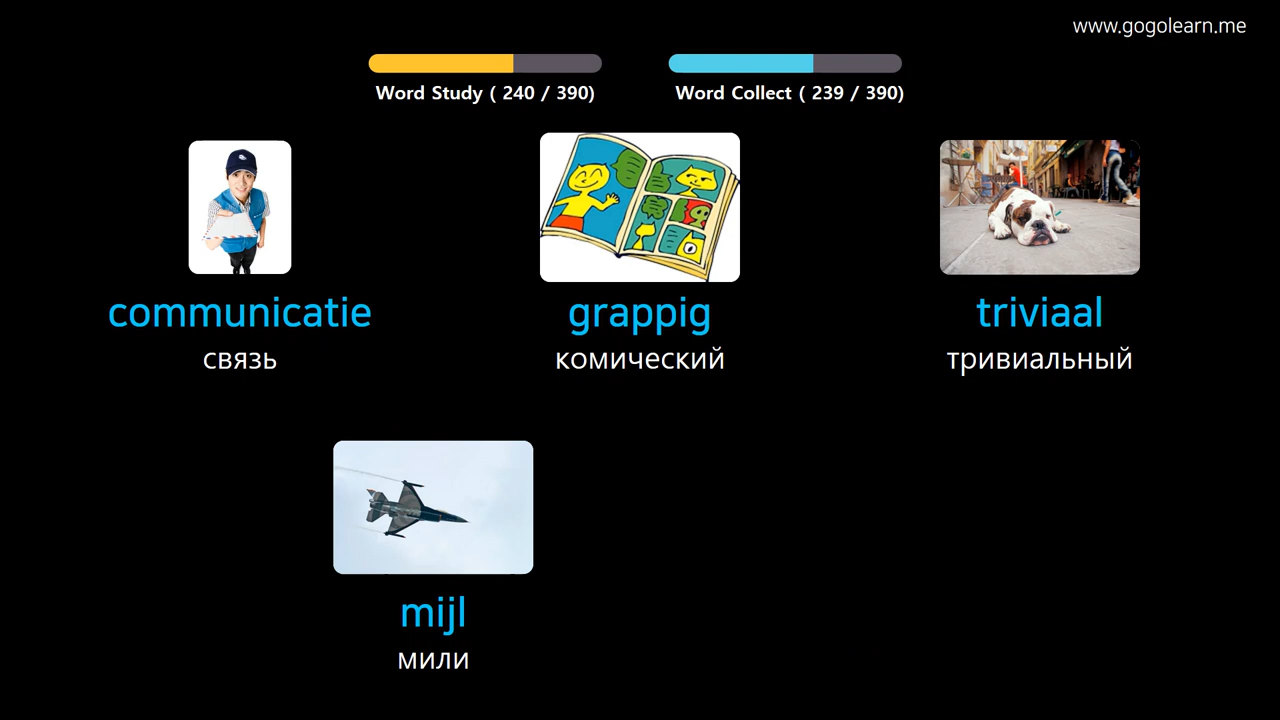 www.gogolearn.me
Word Study ( 240 / 390)
Word Collect ( 239 / 390)
communicatie
связь
grappig
комический
triviaal
тривиальный
mijl
мили